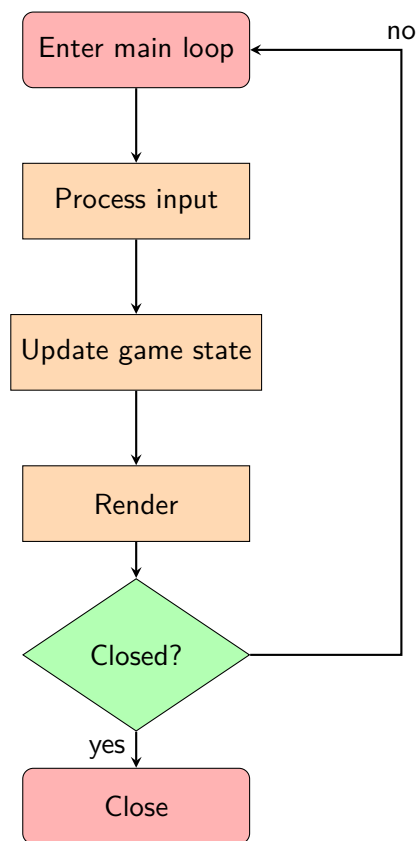 Enter main loop
no
Process input
Update game state
Render
Closed?
yes
Close